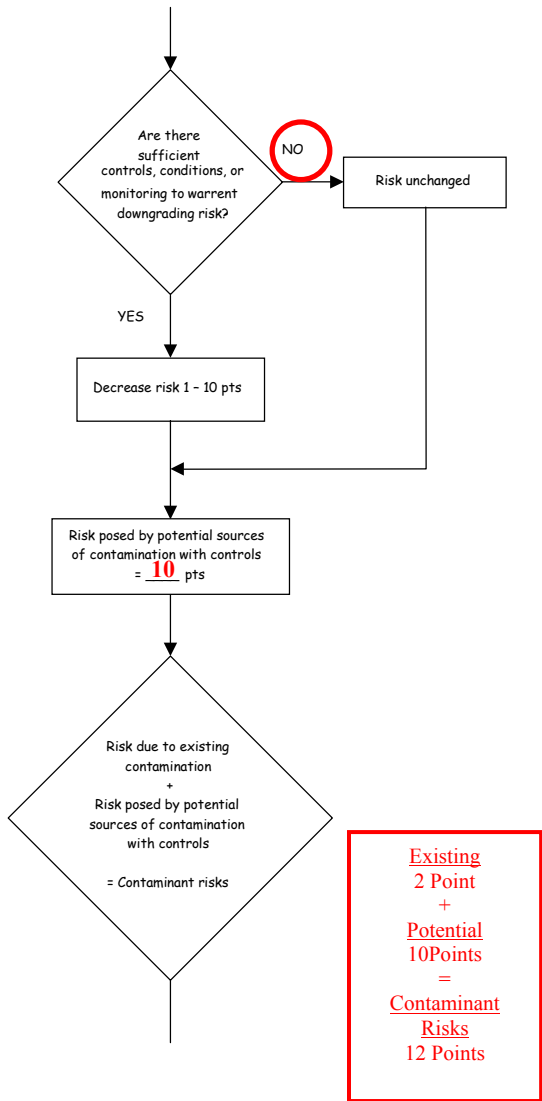 Are there
sufficient
controls, conditions, or
monitoring to warrent
downgrading risk?
NO
Risk unchanged
YES
Decrease risk 1 – 10 pts
Risk posed by potential sources
of contamination with controls
= 10 pts
Risk due to existing
contamination
+
Risk posed by potential
sources of contamination
with controls
= Contaminant risks
Existing
2 Point
+
Potential
10Points
=
Contaminant
Risks
12 Points